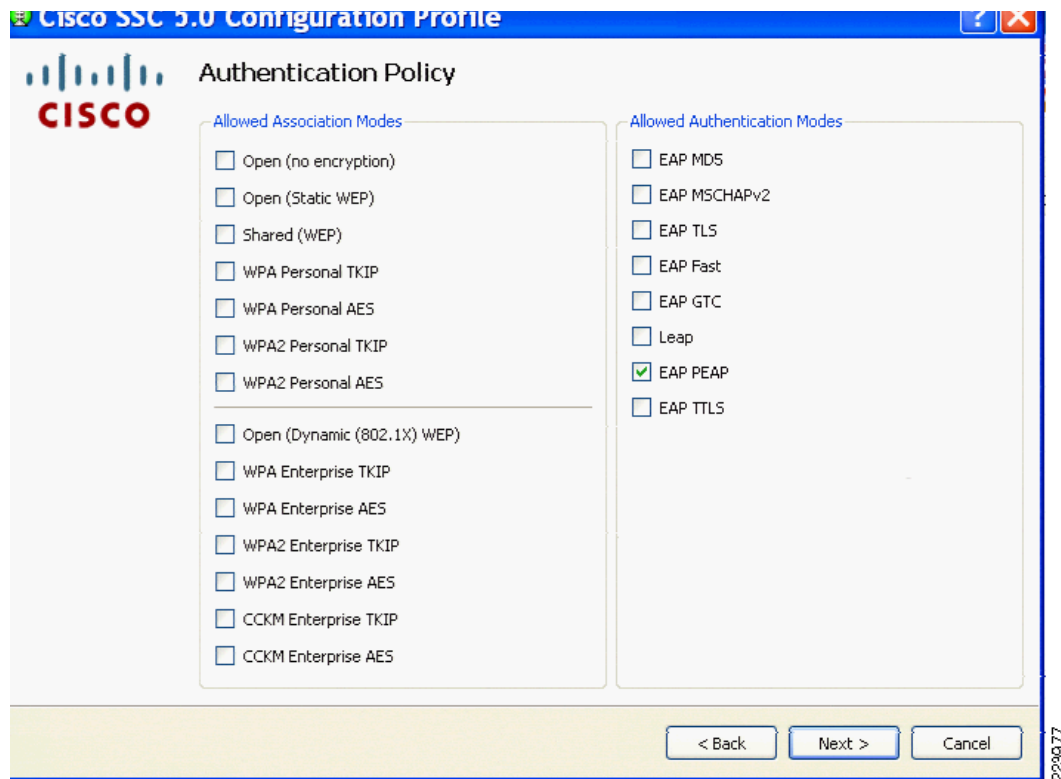 Cisco SSC 5.0 Configuration Profile
CISCO
Authentication Policy
Allowed Association Modes
Open (no encryption)
Open (Static WEP)
Shared (WEP)
WPA Personal TKIP
WPA Personal AES
WPA2 Personal TKIP
WPA2 Personal AES
Open (Dynamic (802.1X) WEP)
WPA Enterprise TKIP
WPA Enterprise AES
WPA2 Enterprise TKIP
WPA2 Enterprise AES
CCKM Enterprise TKIP
CCKM Enterprise AES
Allowed Authentication Modes
EAP MD5
EAP MSCHAPv2
EAP TLS
EAP Fast
EAP GTC
Leap
EAP PEAP
EAP TTLS
< Back
Next >
Cancel